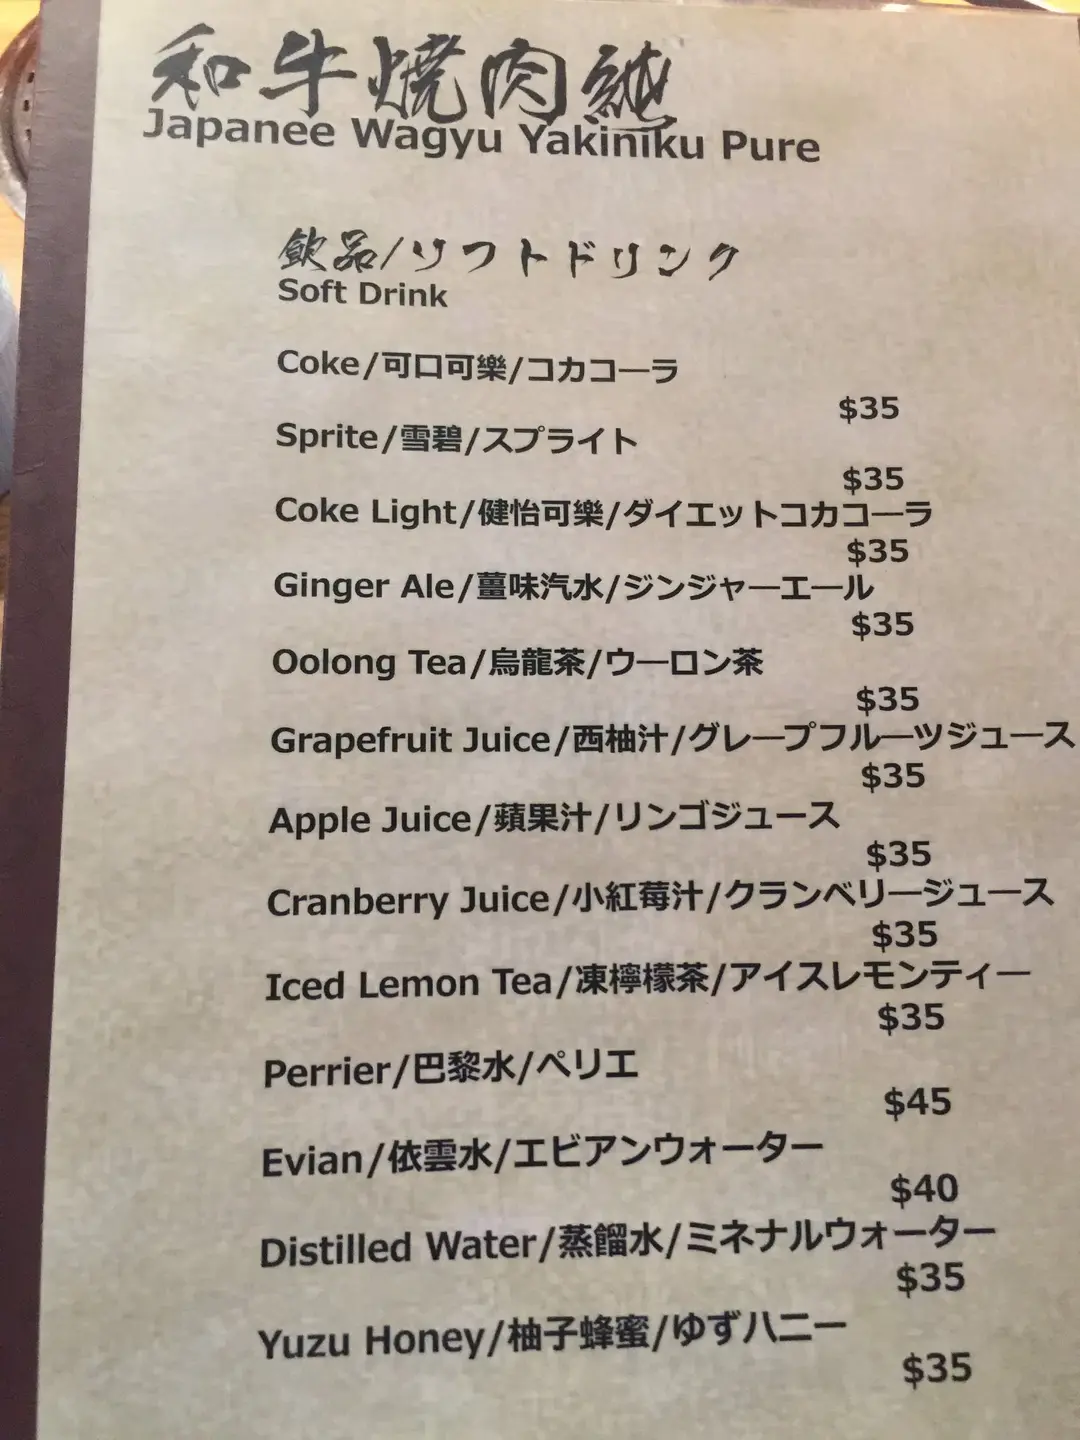 和牛燒肉純
Japanee Wagyu Yakiniku Pure
飲品/ソフトドリンク
Soft Drink
Coke/可口可樂/コカコーラ
$35
Sprite/雪碧/スプライト
$35
Coke Light/健怡可樂/ダイエットコカコーラ
$35
Ginger Ale/薑味汽水/ジンジャーエール
$35
Oolong Tea/烏龍茶/ウーロン茶
$35
Grapefruit Juice/西柚汁/グレープフルーツジュース
$35
Apple Juice/蘋果汁/リンゴジュース
$35
Cranberry Juice/小紅莓汁/クランベリージュース
$35
Iced Lemon Tea/凍檸檬茶/アイスレモンティー
$35
Perrier/巴黎水/ペリエ
$45
Evian/依雲水/エビアンウォーター
$40
Distilled Water/蒸餾水/ミネナルウォーター
$35
Yuzu Honey/柚子蜂蜜/ゆずハニー
$35